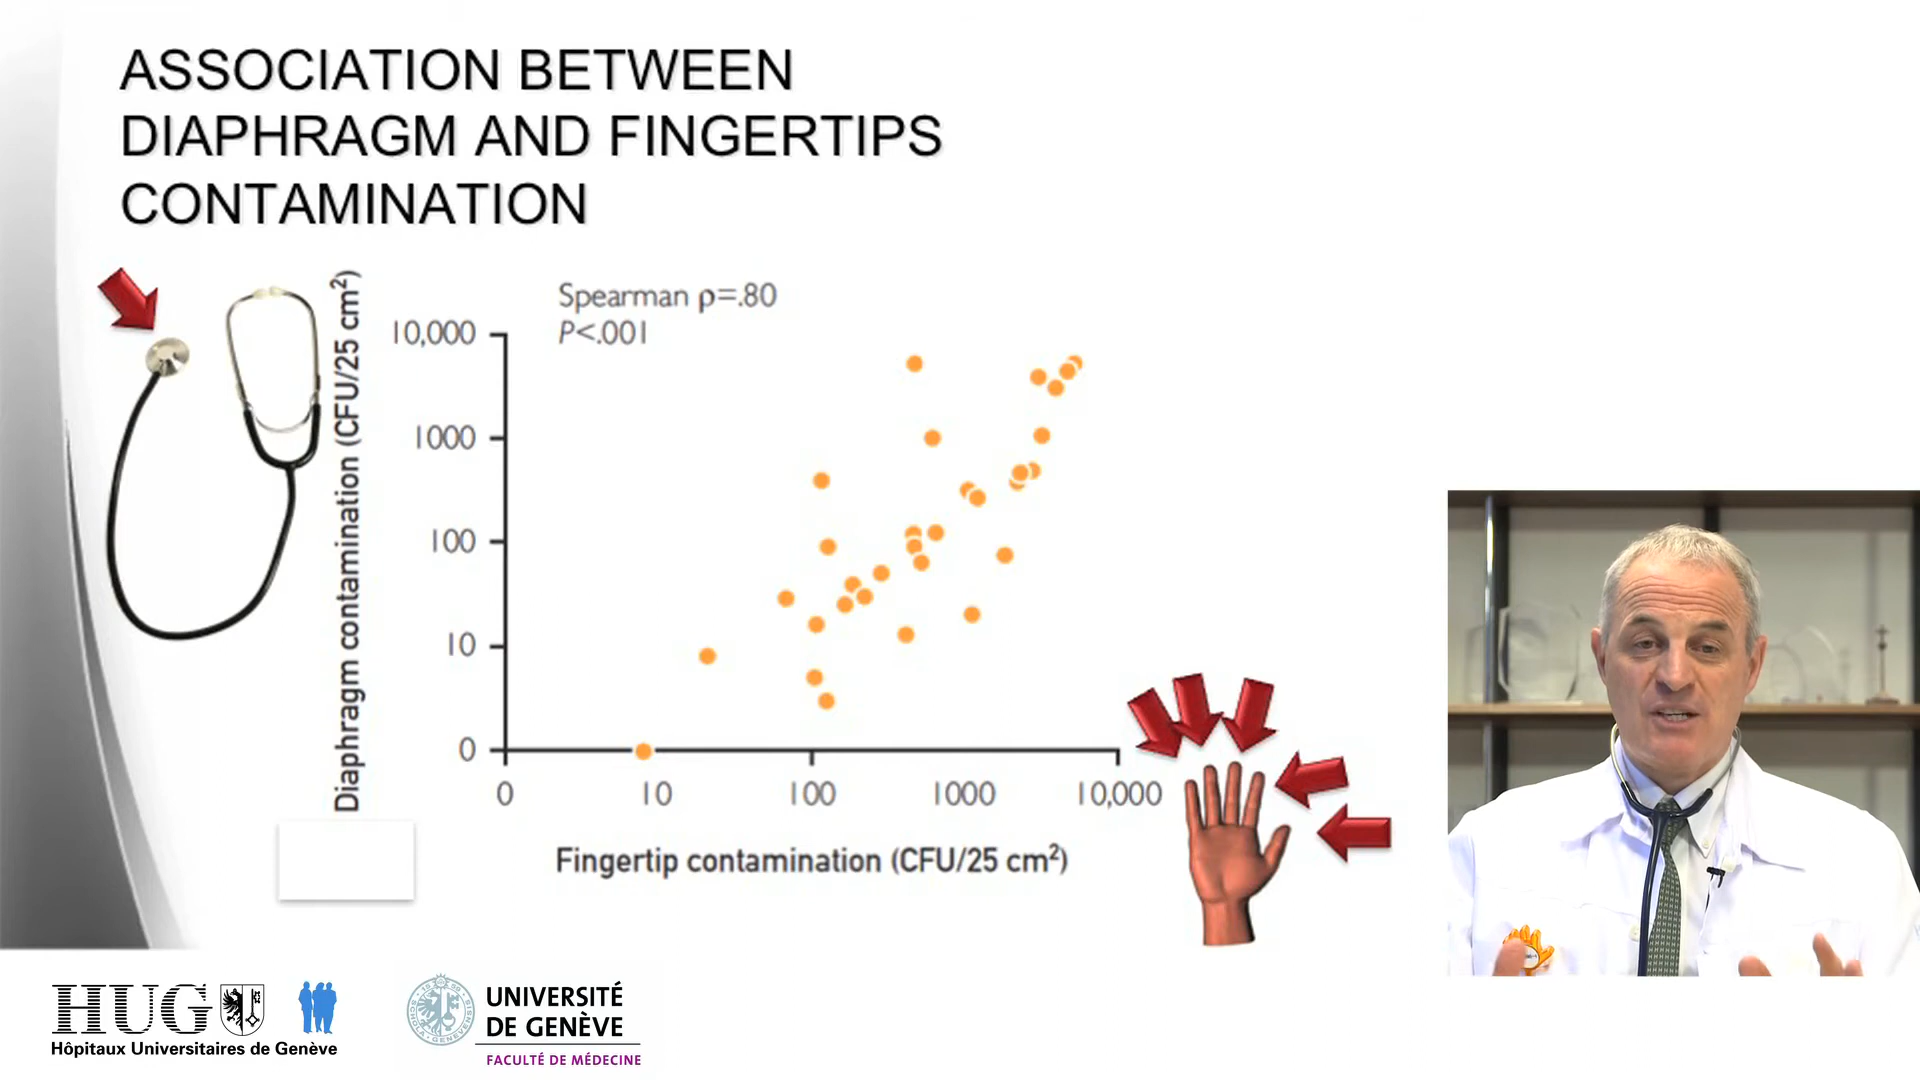 ASSOCIATION BETWEEN
DIAPHRAGM AND FINGERTIPS
CONTAMINATION
Spearman ρ=.80
P<.001
Diaphragm contamination (CFU/25 cm²)
10,000
1000
100
10
0
0 10 100 1000 10,000
Fingertip contamination (CFU/25 cm²)
HUG
Hôpitaux Universitaires de Genève
UNIVERSITÉ
DE GENÈVE
FACULTÉ DE MÉDECINE